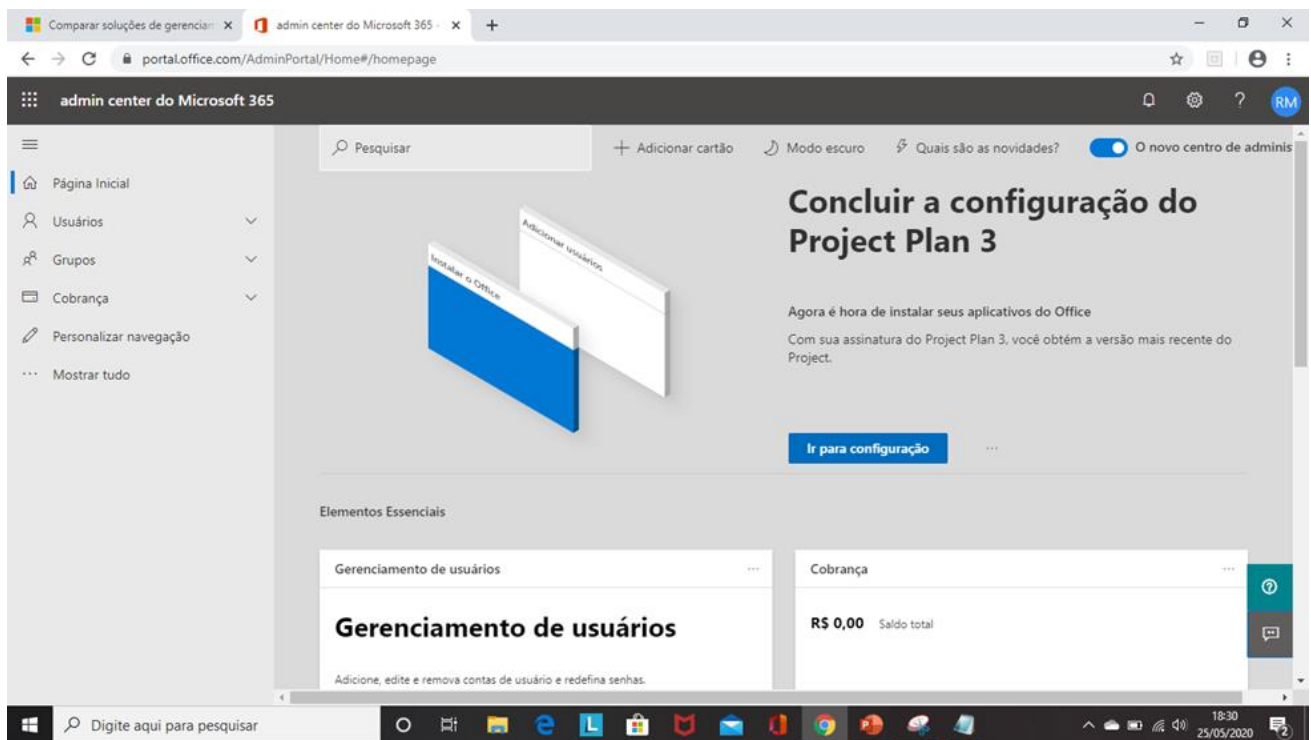 Comparar soluções de gerencian
admin center do Microsoft 365 -
portal.office.com/AdminPortal/Home#/homepage
admin center do Microsoft 365
RM
Pesquisar
Adicionar cartão
Modo escuro
Quais são as novidades?
O novo centro de adminis
Página Inicial
Usuários
Grupos
Cobrança
Personalizar navegação
Mostrar tudo
Adicionar usuários
Instalar o Office
Concluir a configuração do
Project Plan 3
Agora é hora de instalar seus aplicativos do Office
Com sua assinatura do Project Plan 3, você obtém a versão mais recente do
Project.
Ir para configuração
Elementos Essenciais
Gerenciamento de usuários
Gerenciamento de usuários
Adicione, edite e remova contas de usuário e redefina senhas.
Cobrança
R$ 0,00 Saldo total
Digite aqui para pesquisar
18:30
25/05/2020